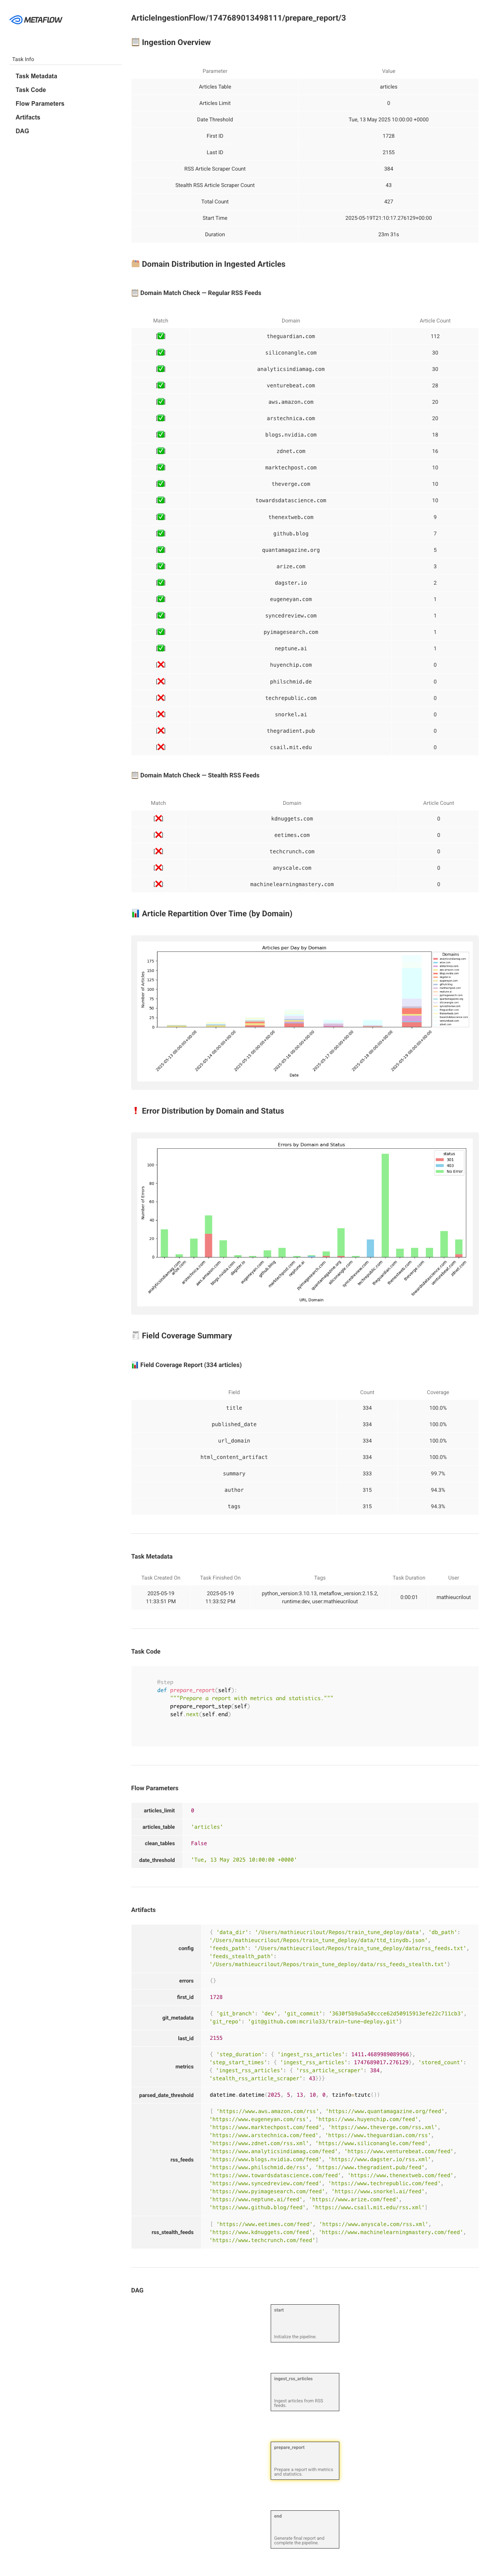 METAFLOW
Task Info
Task Metadata
Task Code
Flow Parameters
Artifacts
DAG
ArticleIngestionFlow/1747689013498111/prepare_report/3
Ingestion Overview
Parameter Value
Articles Table articles
Articles Limit 0
Date Threshold Tue, 13 May 2025 10:00:00 +0000
First ID 1728
Last ID 2155
RSS Article Scraper Count 384
Stealth RSS Article Scraper Count 43
Total Count 427
Start Time 2025-05-19T21:10:17.276129+00:00
Duration 23m 31s
Domain Distribution in Ingested Articles
Domain Match Check — Regular RSS Feeds
Match Domain Article Count
theguardian.com 112
siliconangle.com 30
analyticsindiamag.com 30
venturebeat.com 28
aws.amazon.com 20
arstechnica.com 20
blogs.nvidia.com 18
zdnet.com 16
marktechpost.com 10
theverge.com 10
towardsdatascience.com 10
thenextweb.com 9
github.blog 7
quantamagazine.org 5
arize.com 3
dagster.io 2
eugeneyan.com 1
syncedreview.com 1
pyimagesearch.com 1
neptune.ai 1
huyenchip.com 0
philschmid.de 0
techrepublic.com 0
snorkel.ai 0
thegradient.pub 0
csail.mit.edu 0
Domain Match Check — Stealth RSS Feeds
Match Domain Article Count
kdnuggets.com 0
eetimes.com 0
techcrunch.com 0
anyscale.com 0
machinelearningmastery.com 0
Article Repartition Over Time (by Domain)
Articles per Day by Domain
Number of Articles
175
150
125
100
75
50
25
0
2025-05-13 00:00:00+00:00
2025-05-14 00:00:00+00:00
2025-05-15 00:00:00+00:00
2025-05-16 00:00:00+00:00
2025-05-17 00:00:00+00:00
2025-05-18 00:00:00+00:00
2025-05-19 00:00:00+00:00
Date
Domains
Error Distribution by Domain and Status
Errors by Domain and Status
Number of Errors
100
80
60
40
20
0
status
301
403
No Error
analyticsindiamag.com
arize.com
arstechnica.com
aws.amazon.com
blogs.nvidia.com
dagster.io
eugeneyan.com
github.blog
marktechpost.com
neptune.ai
pyimagesearch.com
quantamagazine.org
siliconangle.com
syncedreview.com
techrepublic.com
theguardian.com
thenextweb.com
theverge.com
towardsdatascience.com
venturebeat.com
zdnet.com
URL Domain
Field Coverage Summary
Field Coverage Report (334 articles)
Field Count Coverage
title 334 100.0%
published_date 334 100.0%
url_domain 334 100.0%
html_content_artifact 334 100.0%
summary 333 99.7%
author 315 94.3%
tags 315 94.3%
Task Metadata
Task Created On Task Finished On Tags Task Duration User
2025-05-19 11:33:51 PM 2025-05-19 11:33:52 PM python_version:3.10.13, metaflow_version:2.15.2, runtime:dev, user:mathieucrilout 0:00:01 mathieucrilout
Task Code
@step
def prepare_report(self):
"""Prepare a report with metrics and statistics."""
prepare_report_step(self)
self.next(self.end)
Flow Parameters
articles_limit 0
articles_table 'articles'
clean_tables False
date_threshold 'Tue, 13 May 2025 10:00:00 +0000'
Artifacts
config { 'data_dir': '/Users/mathieucrilout/Repos/train_tune_deploy/data', 'db_path':
'/Users/mathieucrilout/Repos/train_tune_deploy/data/ttd_tinydb.json',
'feeds_path': '/Users/mathieucrilout/Repos/train_tune_deploy/data/rss_feeds.txt',
'feeds_stealth_path':
'/Users/mathieucrilout/Repos/train_tune_deploy/data/rss_feeds_stealth.txt'}
errors {}
first_id 1728
git_metadata { 'git_branch': 'dev', 'git_commit': '3630f5b9a5a50ccce62d50915913efe22c711cb3',
'git_repo': 'git@github.com:mcrilo33/train-tune-deploy.git'}
last_id 2155
metrics { 'step_duration': { 'ingest_rss_articles': 1411.4689989089966},
'step_start_times': { 'ingest_rss_articles': 1747689017.276129}, 'stored_count':
{ 'ingest_rss_articles': { 'rss_article_scraper': 384,
'stealth_rss_article_scraper': 43}}}
parsed_date_threshold datetime.datetime(2025, 5, 13, 10, 0, tzinfo=tzutc())
rss_feeds [ 'https://www.aws.amazon.com/rss', 'https://www.quantamagazine.org/feed',
'https://www.eugeneyan.com/rss', 'https://www.huyenchip.com/feed',
'https://www.marktechpost.com/feed', 'https://www.theverge.com/rss.xml',
'https://www.arstechnica.com/feed', 'https://www.theguardian.com/rss',
'https://www.zdnet.com/rss.xml', 'https://www.siliconangle.com/feed',
'https://www.analyticsindiamag.com/feed', 'https://www.venturebeat.com/feed',
'https://www.blogs.nvidia.com/feed', 'https://www.dagster.io/rss.xml',
'https://www.philschmid.de/rss', 'https://www.thegradient.pub/feed',
'https://www.towardsdatascience.com/feed', 'https://www.thenextweb.com/feed',
'https://www.syncedreview.com/feed', 'https://www.techrepublic.com/feed',
'https://www.pyimagesearch.com/feed', 'https://www.snorkel.ai/feed',
'https://www.neptune.ai/feed', 'https://www.arize.com/feed',
'https://www.github.blog/feed', 'https://www.csail.mit.edu/rss.xml']
rss_stealth_feeds [ 'https://www.eetimes.com/feed', 'https://www.anyscale.com/rss.xml',
'https://www.kdnuggets.com/feed', 'https://www.machinelearningmastery.com/feed',
'https://www.techcrunch.com/feed']
DAG
start
Initialize the pipeline.
ingest_rss_articles
Ingest articles from RSS
feeds.
prepare_report
Prepare a report with metrics
and statistics.
end
Generate final report and
complete the pipeline.